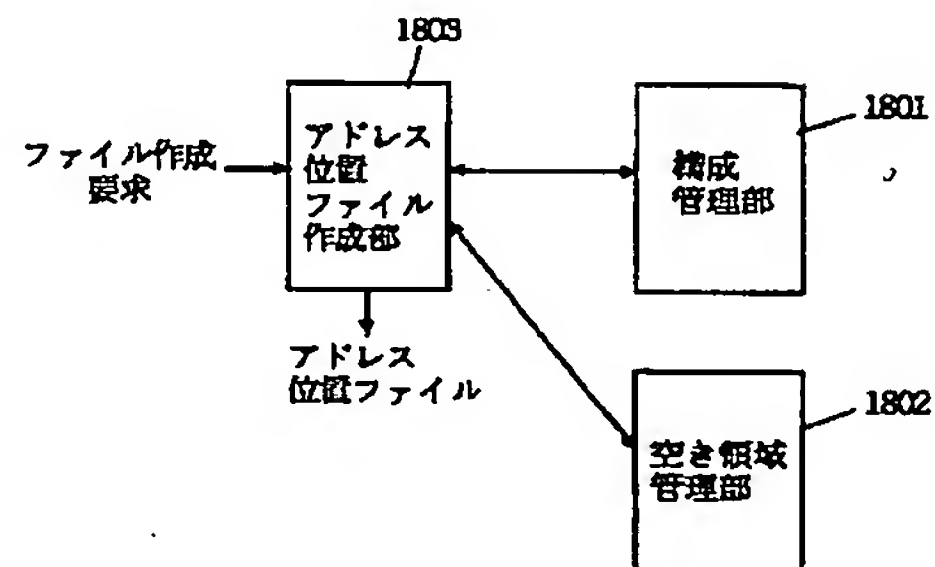 1803
アドレス
位置
ファイル
作成部
ファイル作成
要求
1801
構成
管理部
アドレス
位置ファイル
1802
空き領域
管理部